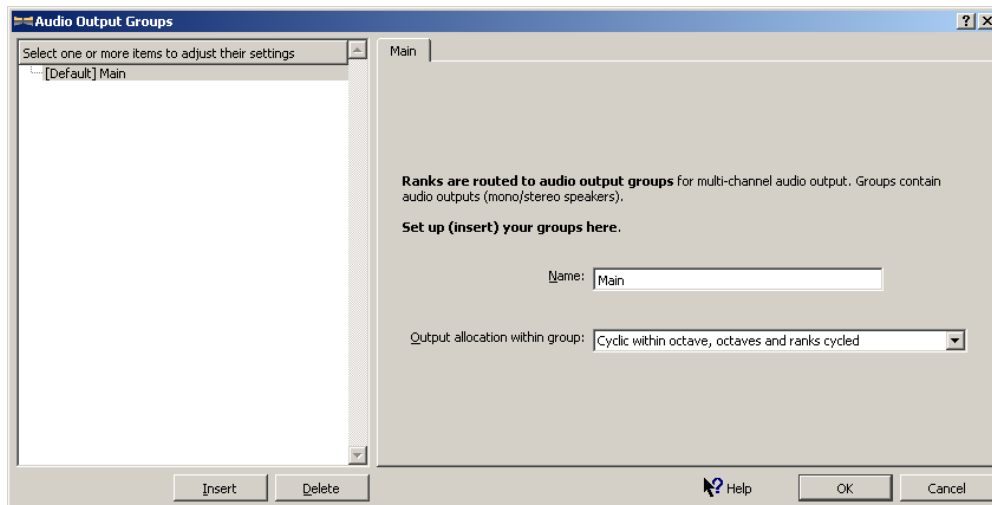 Audio Output Groups
Select one or more items to adjust their settings
[Default] Main
Main
Ranks are routed to audio output groups for multi-channel audio output. Groups contain
audio outputs (mono/stereo speakers).
Set up (insert) your groups here.
Name: Main
Output allocation within group: Cyclic within octave, octaves and ranks cycled
Insert Delete Help OK Cancel